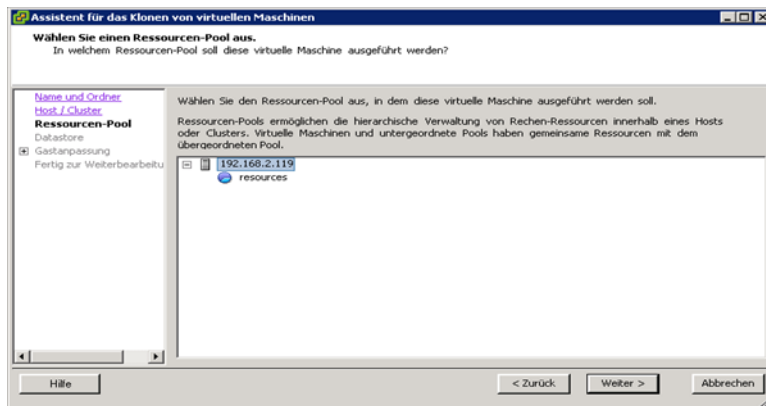 Assistent für das Klonen von virtuellen Maschinen
Wählen Sie einen Ressourcen-Pool aus.
In welchem Ressourcen-Pool soll diese virtuelle Maschine ausgeführt werden?
Name und Ordner
Host / Cluster
Ressourcen-Pool
Datastore
Gastanpassung
Fertig zur Weiterbearbeitu
Wählen Sie den Ressourcen-Pool aus, in dem diese virtuelle Maschine ausgeführt werden soll.
Ressourcen-Pools ermöglichen die hierarchische Verwaltung von Rechen-Ressourcen innerhalb eines Hosts
oder Clusters. Virtuelle Maschinen und untergeordnete Pools haben gemeinsame Ressourcen mit dem
übergeordneten Pool.
192.168.2.119
resources
Hilfe
< Zurück
Weiter >
Abbrechen